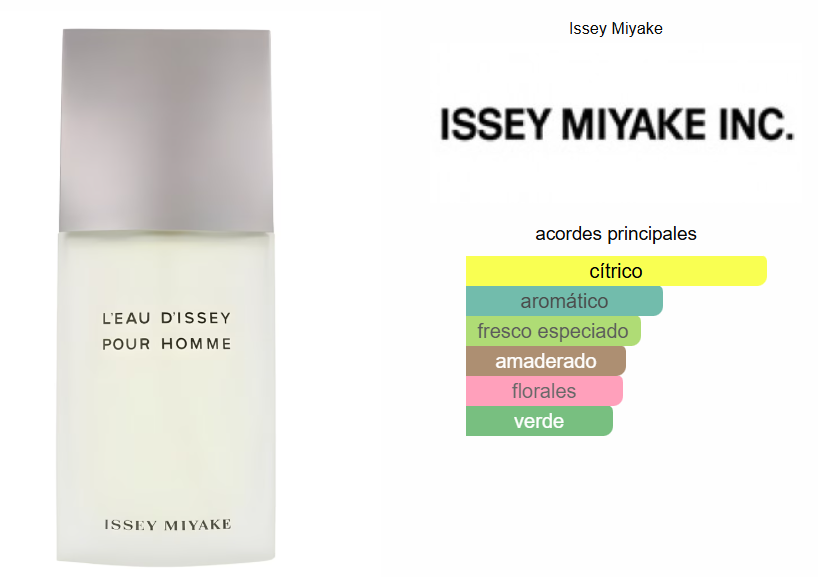 L'EAU D'ISSEY
POUR HOMME
ISSEY MIYAKE
Issey Miyake
ISSEY MIYAKE INC.
acordes principales
cítrico
aromático
fresco especiado
amaderado
florales
verde